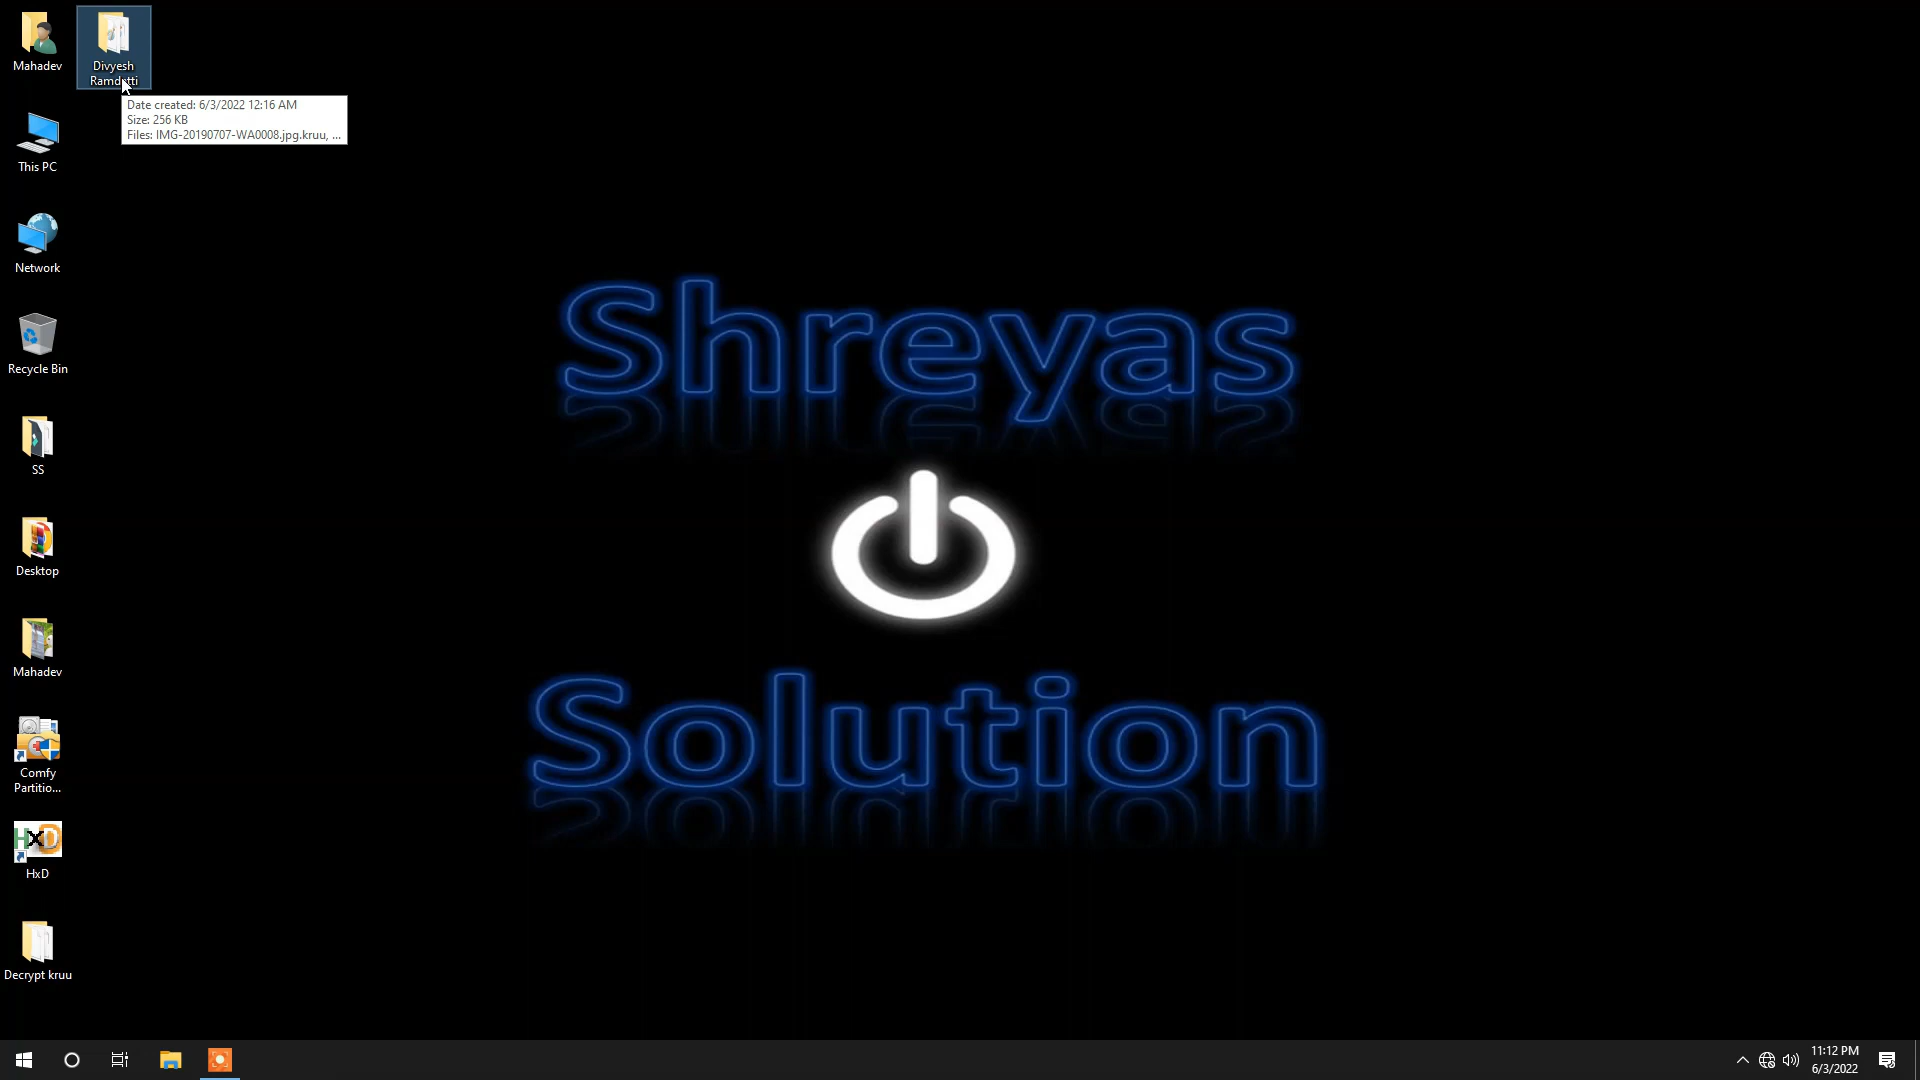 Mahadev
Divyesh
Ramdatti
Date created: 6/3/2022 12:16 AM
Size: 256 KB
Files: IMG-20190707-WA0008.jpg.kruu, ...
This PC
Network
Recycle Bin
SS
Desktop
Mahadev
Comfy
Partitio...
HxD
HxD
Decrypt kruu
Shreyas
Solution
11:12 PM
6/3/2022